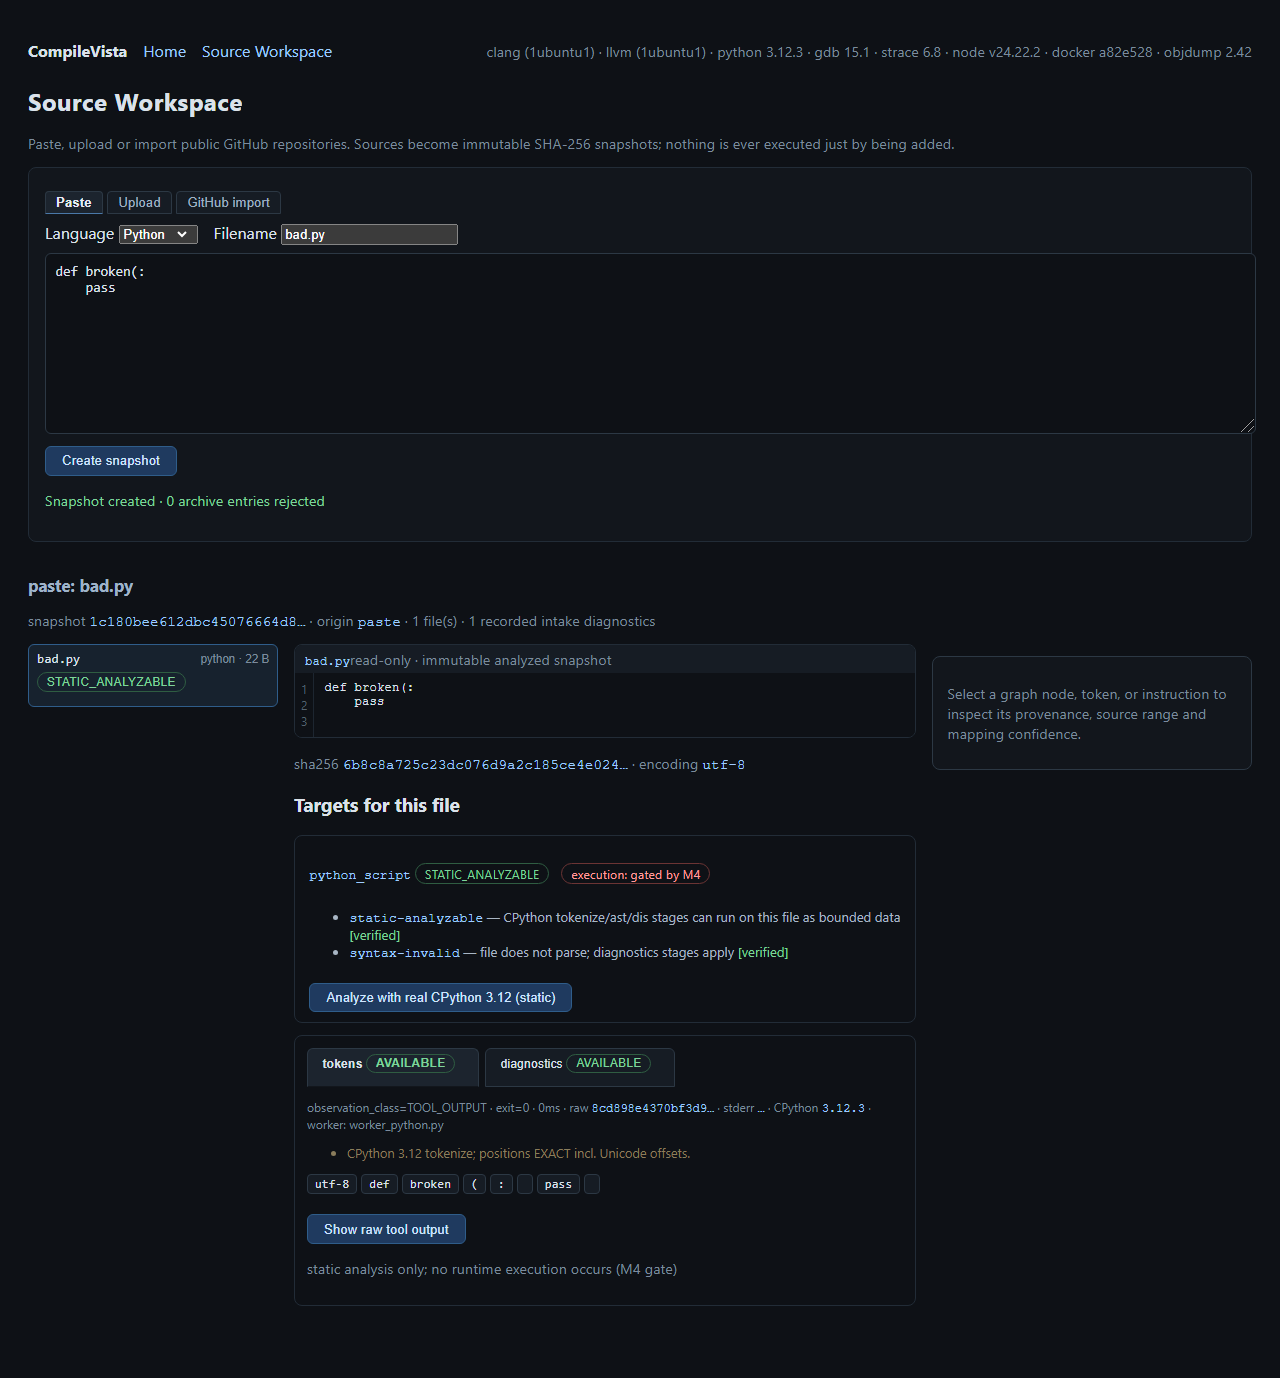 CompileVista Home Source Workspace clang (1ubuntu1) · llvm (1ubuntu1) · python 3.12.3 · gdb 15.1 · strace 6.8 · node v24.22.2 · docker a82e528 · objdump 2.42
Source Workspace
Paste, upload or import public GitHub repositories. Sources become immutable SHA-256 snapshots; nothing is ever executed just by being added.
Paste Upload GitHub import
Language Python Filename bad.py
def broken(:
    pass
Create snapshot
Snapshot created · 0 archive entries rejected
paste: bad.py
snapshot 1c180bee612dbc45076664d8… · origin paste · 1 file(s) · 1 recorded intake diagnostics
bad.py python · 22 B
STATIC_ANALYZABLE
bad.pyread-only · immutable analyzed snapshot
1 def broken(:
2     pass
3
sha256 6b8c8a725c23dc076d9a2c185ce4e024… · encoding utf-8
Targets for this file
python_script STATIC_ANALYZABLE execution: gated by M4
• static-analyzable — CPython tokenize/ast/dis stages can run on this file as bounded data
[verified]
• syntax-invalid — file does not parse; diagnostics stages apply [verified]
Analyze with real CPython 3.12 (static)
tokens AVAILABLE diagnostics AVAILABLE
observation_class=TOOL_OUTPUT · exit=0 · 0ms · raw 8cd898e4370bf3d9… · stderr … · CPython 3.12.3 ·
worker: worker_python.py
• CPython 3.12 tokenize; positions EXACT incl. Unicode offsets.
utf-8 def broken ( : pass
Show raw tool output
static analysis only; no runtime execution occurs (M4 gate)
Select a graph node, token, or instruction to
inspect its provenance, source range and
mapping confidence.